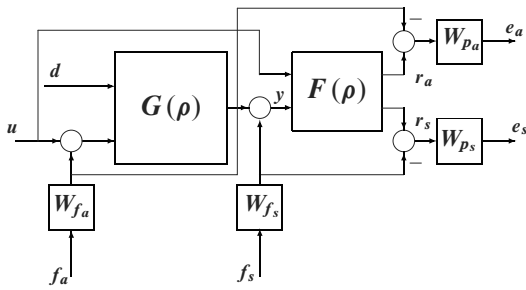 −
W_{p_a}
e_a
d
G(ρ)
y
F(ρ)
r_a
u
r_s
W_{p_s}
e_s
−
W_{f_a}
W_{f_s}
f_a
f_s